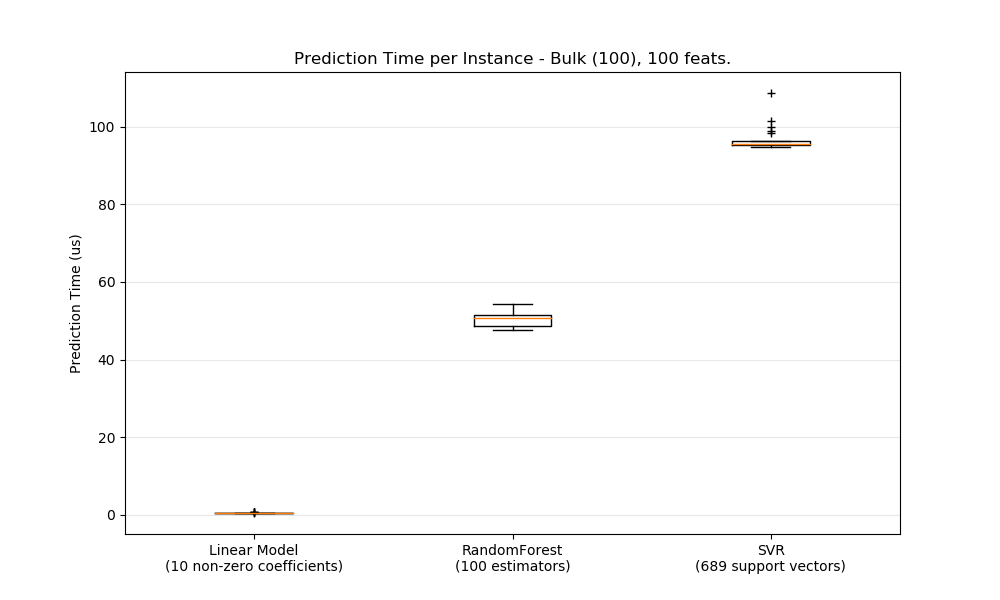 Prediction Time per Instance - Bulk (100), 100 feats.
Prediction Time (us)
100
80
60
40
20
0
Linear Model
(10 non-zero coefficients)
RandomForest
(100 estimators)
SVR
(689 support vectors)